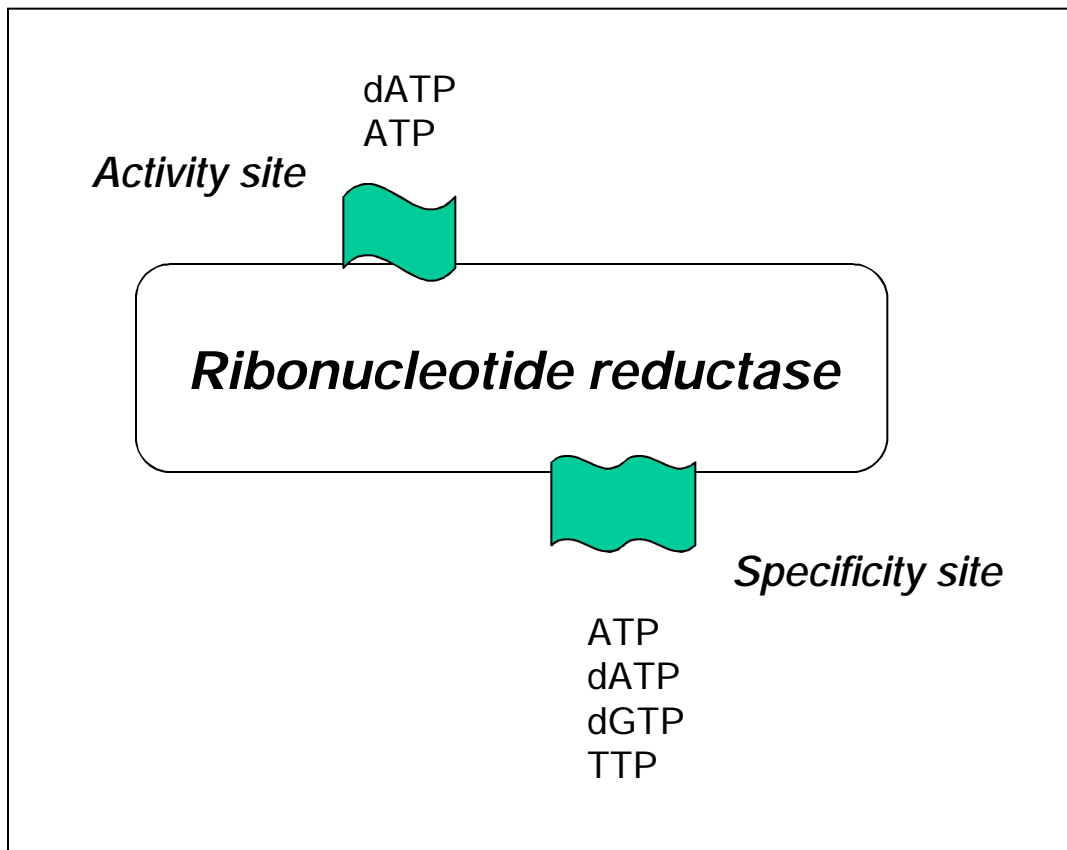 dATP
ATP
Activity site
Ribonucleotide reductase
Specificity site
ATP
dATP
dGTP
TTP